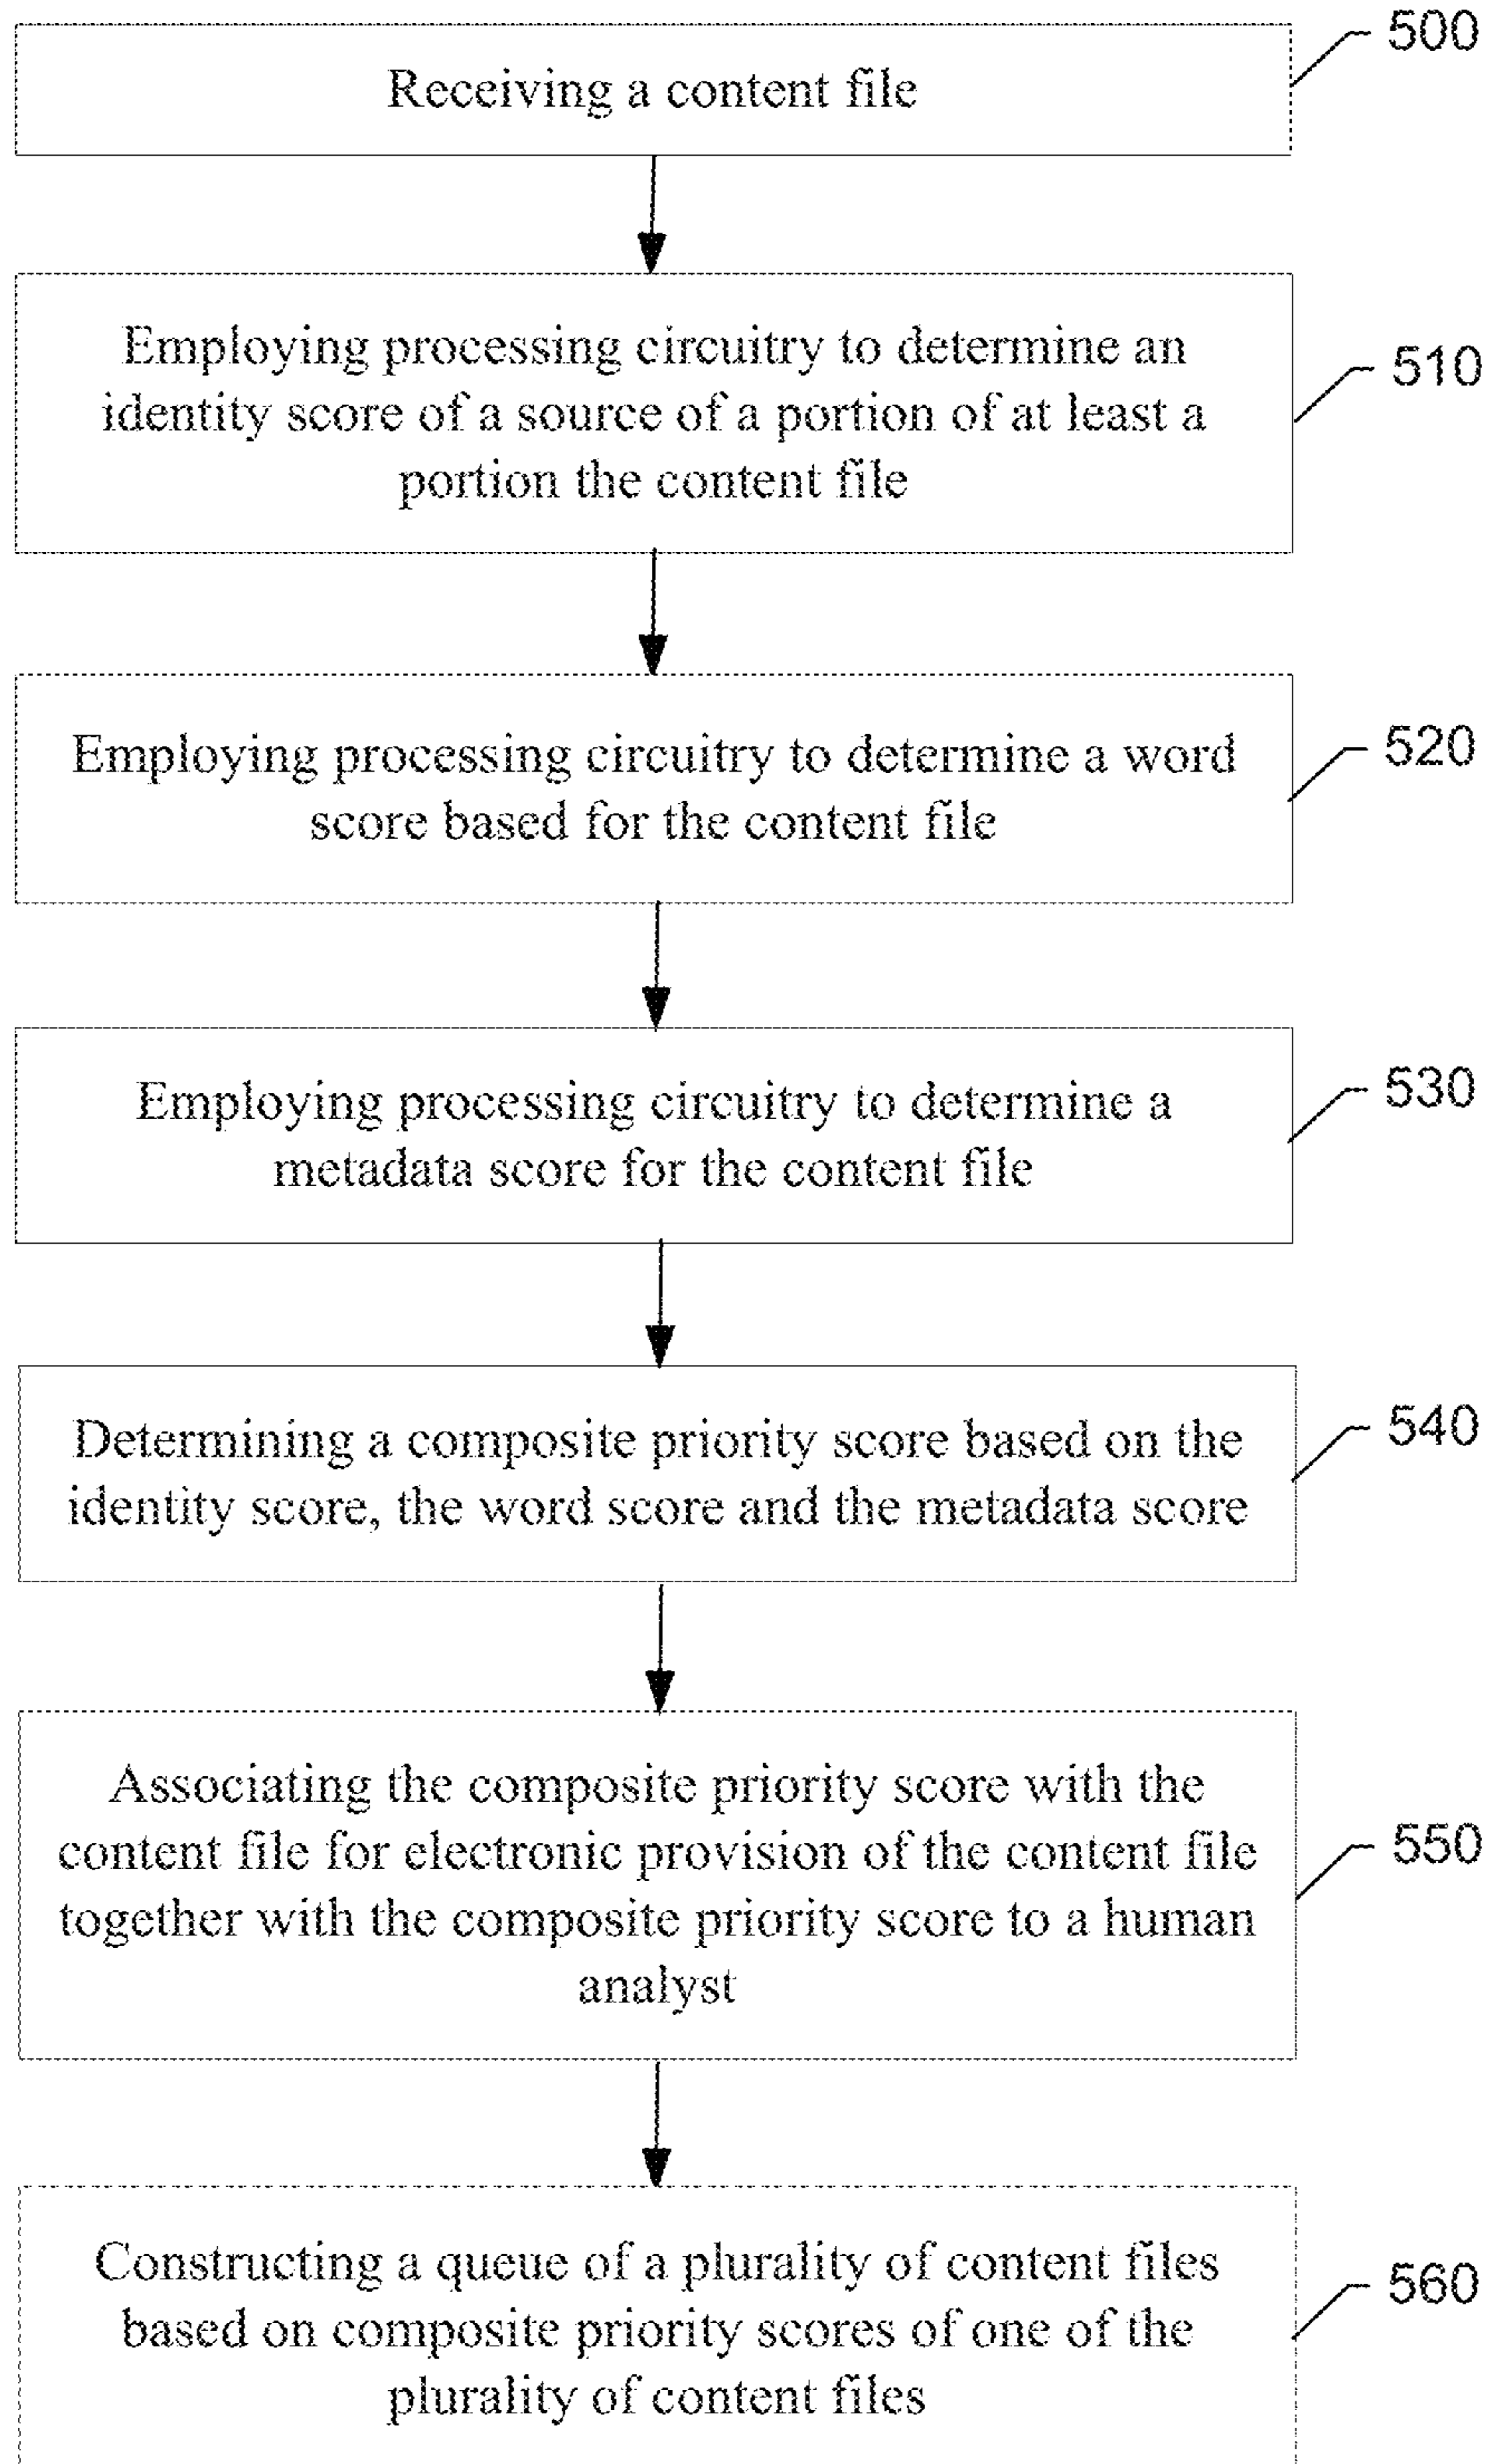 Receiving a content file
500
Employing processing circuitry to determine an
identity score of a source of a portion of at least a
portion the content file
510
Employing processing circuitry to determine a word
score based for the content file
520
Employing processing circuitry to determine a
metadata score for the content file
530
Determining a composite priority score based on the
identity score, the word score and the metadata score
540
Associating the composite priority score with the
content file for electronic provision of the content file
together with the composite priority score to a human
analyst
550
Constructing a queue of a plurality of content files
based on composite priority scores of one of the
plurality of content files
560